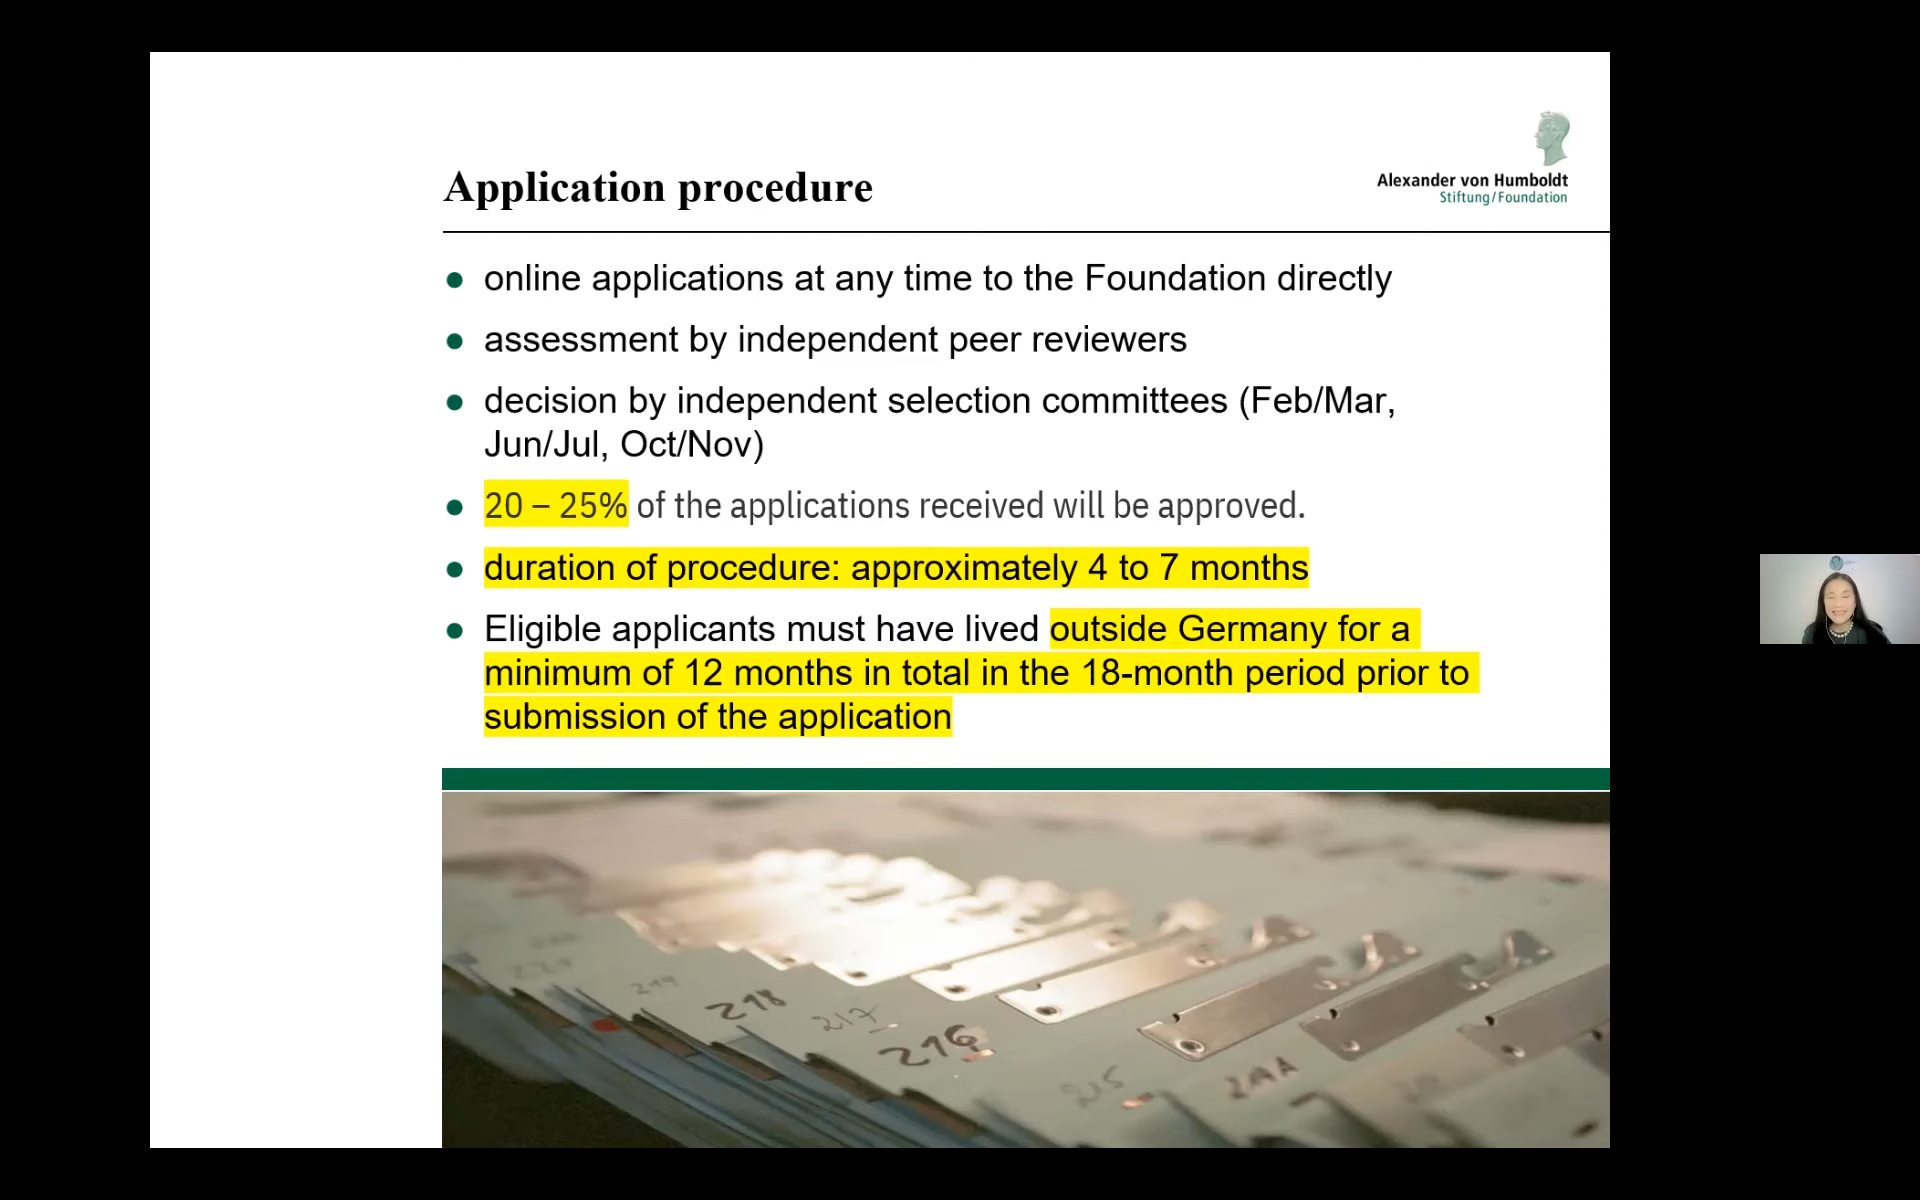 Alexander von Humboldt
Stiftung/Foundation
Application procedure
online applications at any time to the Foundation directly
assessment by independent peer reviewers
decision by independent selection committees (Feb/Mar,
Jun/Jul, Oct/Nov)
20 – 25% of the applications received will be approved.
duration of procedure: approximately 4 to 7 months
Eligible applicants must have lived outside Germany for a
minimum of 12 months in total in the 18-month period prior to
submission of the application
218
217
216
215